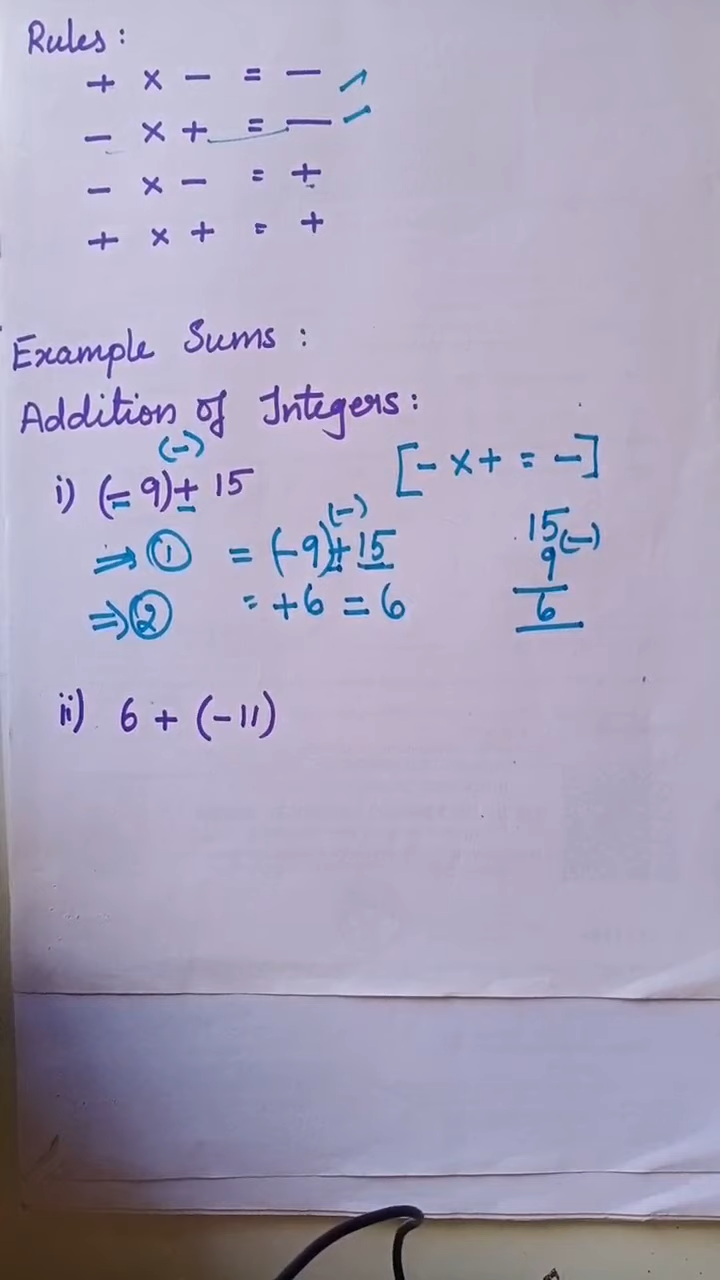 Rules:
+ × - = -
- × + = -
- × - = +
+ × + = +
Example Sums:
Addition of Integers:
(-)
i) (- 9) + 15 [- × + = -]
(-)
⇒ ① = (-9) + 15
⇒ ② = +6 = 6
15 (-)
9
6
ii) 6 + (-11)